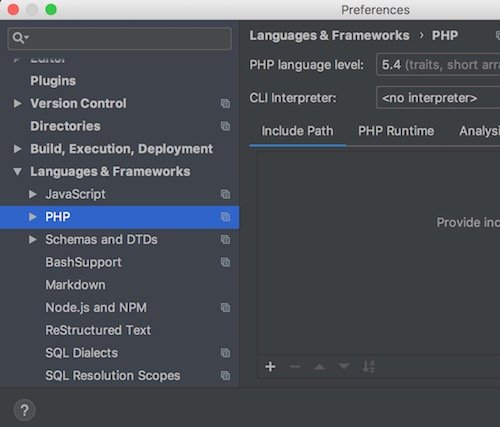 Preferences
Editor
Plugins
Version Control
Directories
Build, Execution, Deployment
Languages & Frameworks
JavaScript
PHP
Schemas and DTDs
BashSupport
Markdown
Node.js and NPM
ReStructured Text
SQL Dialects
SQL Resolution Scopes
?
Languages & Frameworks › PHP
PHP language level: 5.4 (traits, short arra
CLI Interpreter: <no interpreter>
Include Path PHP Runtime Analysi
Provide inc